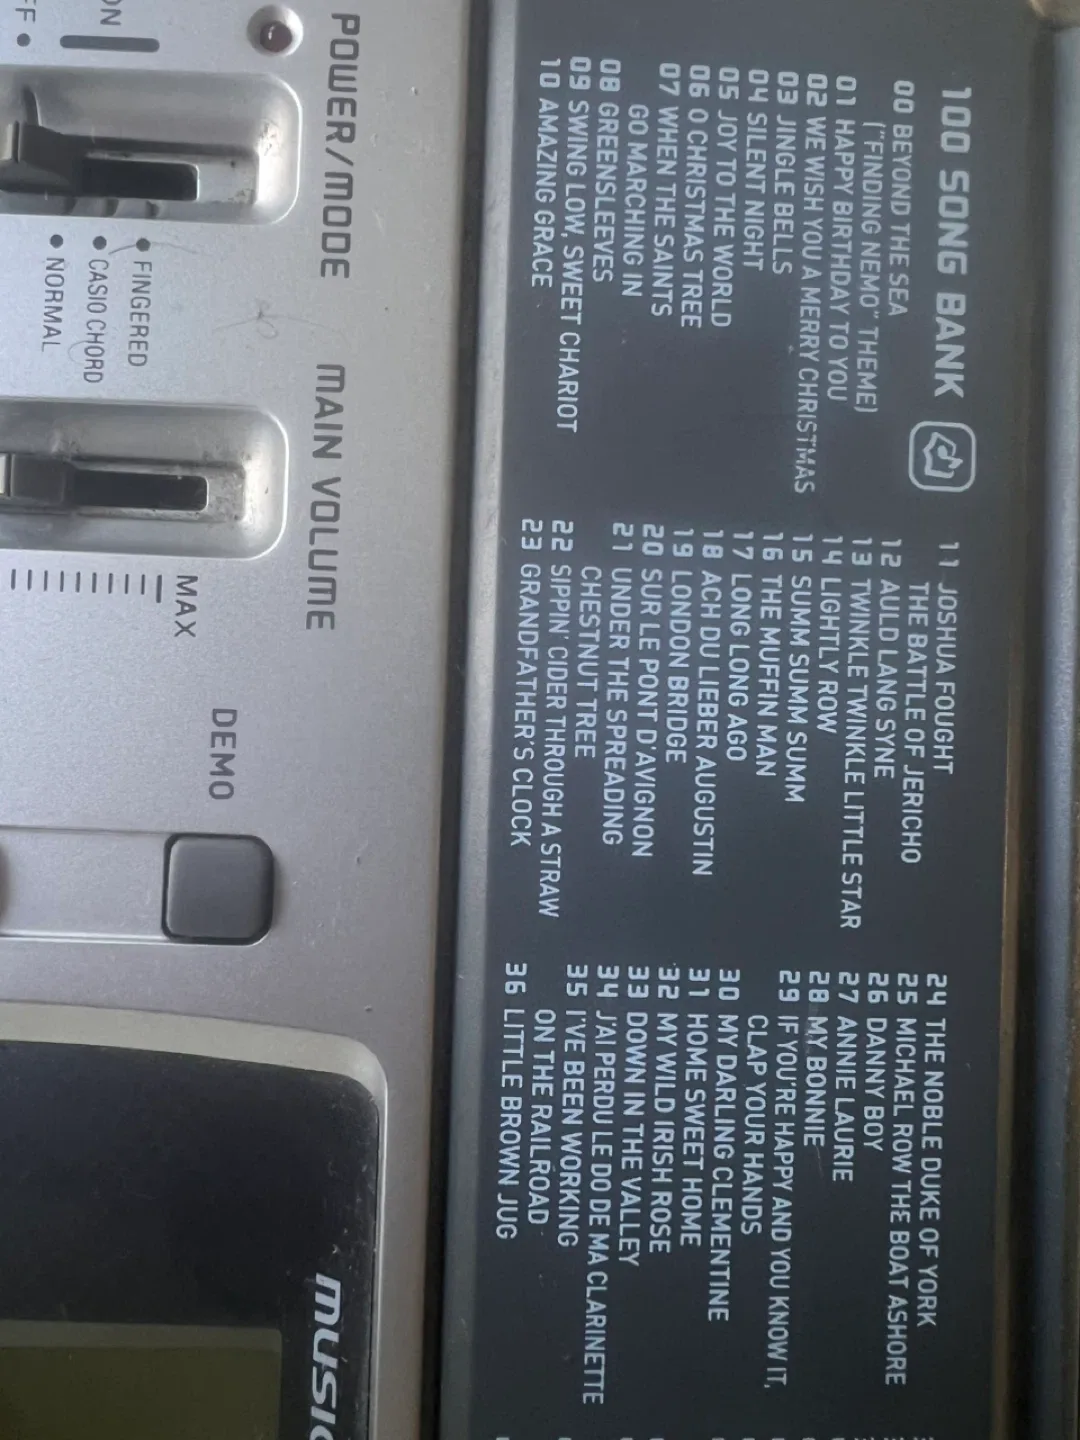 100 SONG BANK
00 BEYOND THE SEA
("FINDING NEMO" THEME)
01 HAPPY BIRTHDAY TO YOU
02 WE WISH YOU A MERRY CHRISTMAS
03 JINGLE BELLS
04 SILENT NIGHT
05 JOY TO THE WORLD
06 O CHRISTMAS TREE
07 WHEN THE SAINTS
GO MARCHING IN
08 GREENSLEEVES
09 SWING LOW, SWEET CHARIOT
10 AMAZING GRACE
11 JOSHUA FOUGHT
THE BATTLE OF JERICHO
12 AULD LANG SYNE
13 TWINKLE TWINKLE LITTLE STAR
14 LIGHTLY ROW
15 SUMM SUMM SUMM
16 THE MUFFIN MAN
17 LONG LONG AGO
18 ACH DU LIEBER AUGUSTIN
19 LONDON BRIDGE
20 SUR LE PONT D'AVIGNON
21 UNDER THE SPREADING
CHESTNUT TREE
22 SIPPIN' CIDER THROUGH A STRAW
23 GRANDFATHER'S CLOCK
24 THE NOBLE DUKE OF YORK
25 MICHAEL ROW THE BOAT ASHORE
26 DANNY BOY
27 ANNIE LAURIE
28 MY BONNIE
29 IF YOU'RE HAPPY AND YOU KNOW IT,
CLAP YOUR HANDS
30 MY DARLING CLEMENTINE
31 HOME SWEET HOME
32 MY WILD IRISH ROSE
33 DOWN IN THE VALLEY
34 J'AI PERDU LE DO DE MA CLARINETTE
35 I'VE BEEN WORKING
ON THE RAILROAD
36 LITTLE BROWN JUG
POWER/MODE
ON
FINGERED
CASIO CHORD
NORMAL
MAIN VOLUME
MAX
DEMO